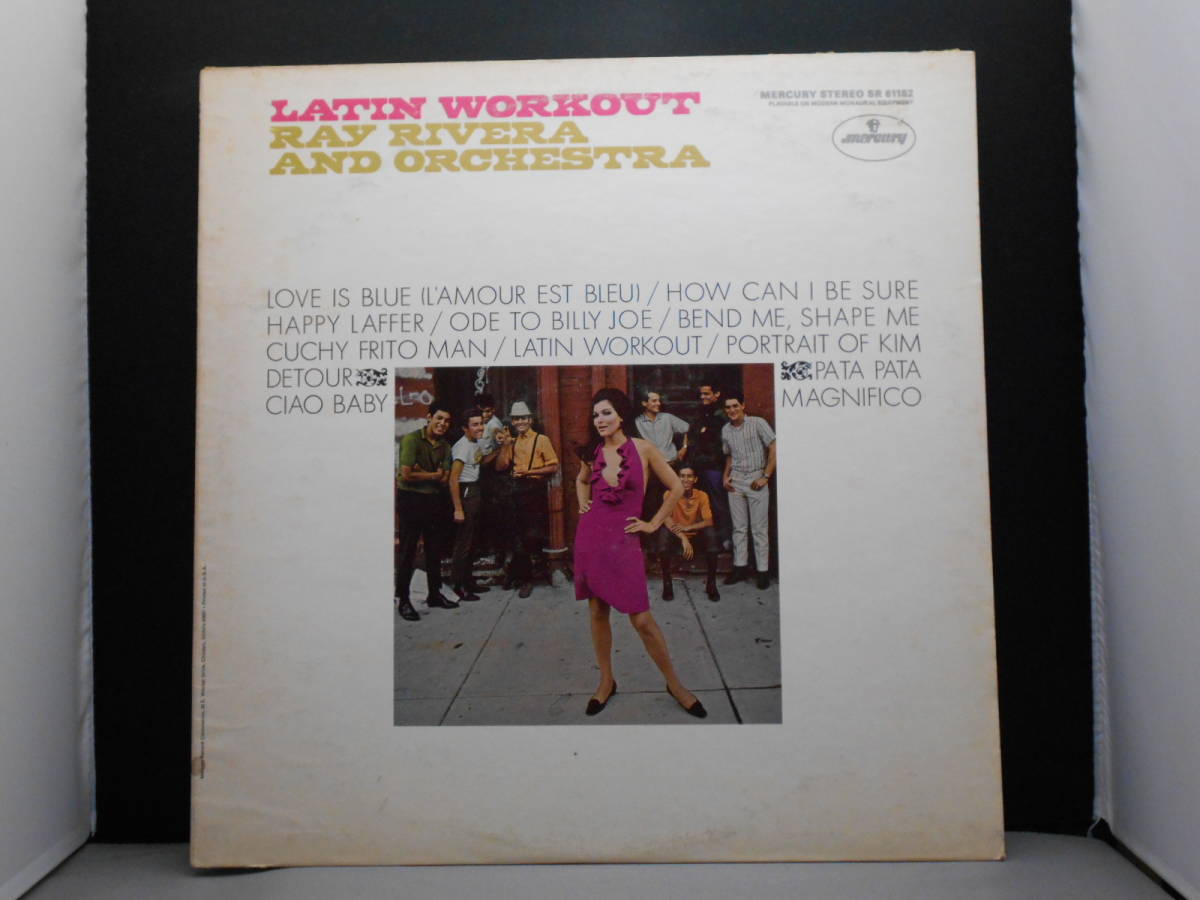 LATIN WORKOUT
RAY RIVERA
AND ORCHESTRA
MERCURY STEREO SR 61182
PLAYABLE ON MODERN MONAURAL EQUIPMENT
mercury
LOVE IS BLUE (L'AMOUR EST BLEU) / HOW CAN I BE SURE
HAPPY LAFFER / ODE TO BILLY JOE / BEND ME, SHAPE ME
CUCHY FRITO MAN / LATIN WORKOUT / PORTRAIT OF KIM
DETOUR PATA PATA
CIAO BABY MAGNIFICO